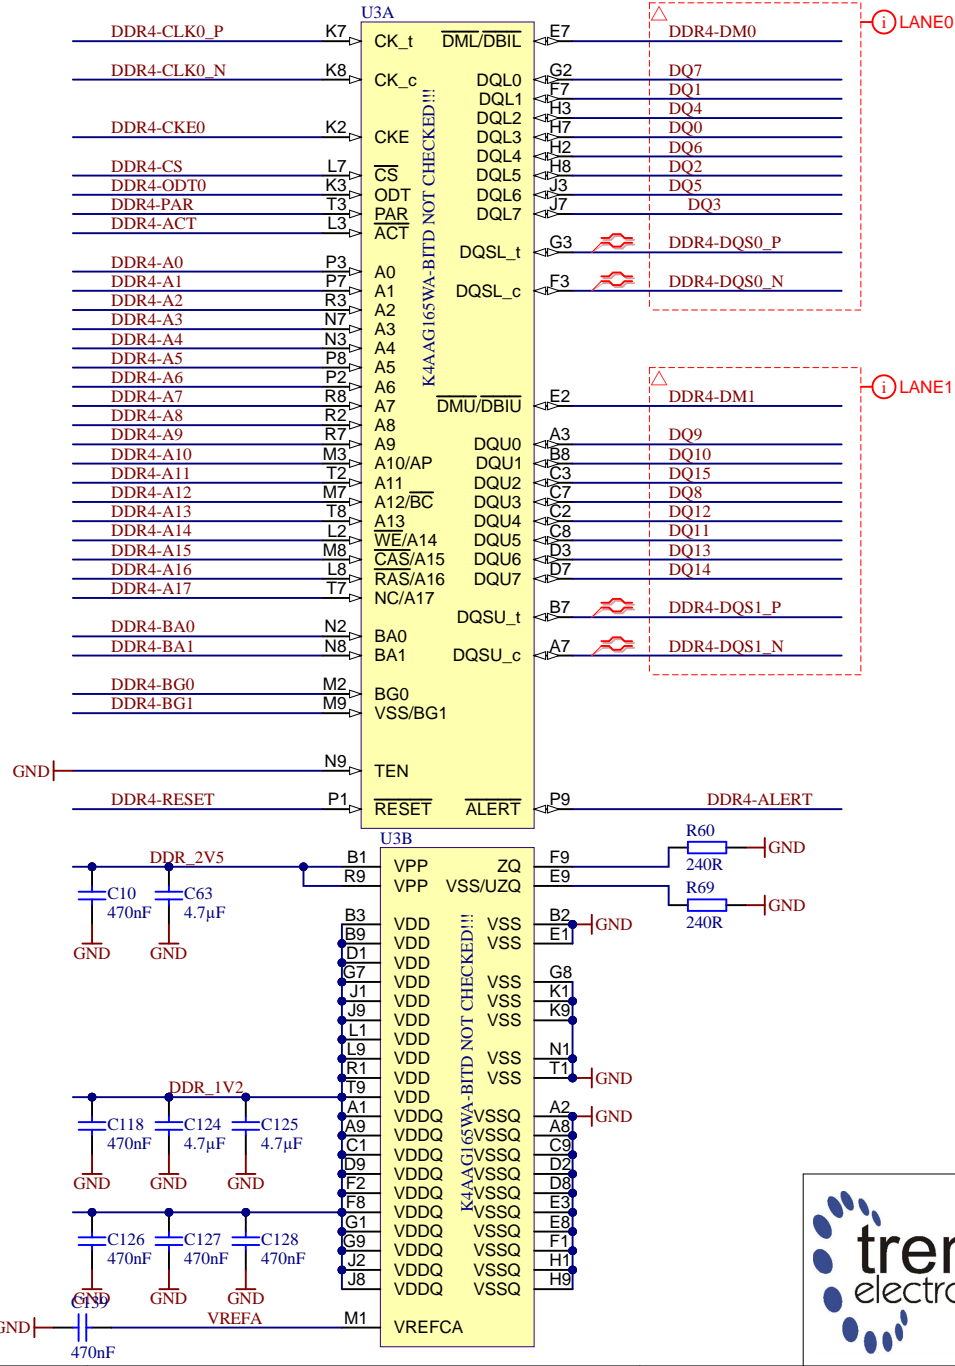 U3A
DDR4-CLK0_P K7 CK_t DML/DBIL E7 DDR4-DM0
LANE0
DDR4-CLK0_N K8 CK_c DQL0 G2 DQ7
DQL1 F7 DQ1
DQL2 H3 DQ4
DDR4-CKE0 K2 CKE DQL3 H7 DQ0
DQL4 H2 DQ6
DDR4-CS L7 CS DQL5 H8 DQ2
DDR4-ODT0 K3 ODT DQL6 J3 DQ5
DDR4-PAR T3 PAR DQL7 J7 DQ3
DDR4-ACT L3 ACT
DQSL_t G3 DDR4-DQS0_P
DDR4-A0 P3 A0
DDR4-A1 P7 A1 DQSL_c F3 DDR4-DQS0_N
DDR4-A2 R3 A2
DDR4-A3 N7 A3
DDR4-A4 N3 A4
DDR4-A5 P8 A5
DDR4-A6 P2 A6
LANE1
DDR4-A7 R8 A7 DMU/DBIU E2 DDR4-DM1
DDR4-A8 R2 A8
DDR4-A9 R7 A9 DQU0 A3 DQ9
DDR4-A10 M3 A10/AP DQU1 B8 DQ10
DDR4-A11 T2 A11 DQU2 C3 DQ15
DDR4-A12 M7 A12/BC DQU3 C7 DQ8
DDR4-A13 T8 A13 DQU4 C2 DQ12
DDR4-A14 L2 WE/A14 DQU5 C8 DQ11
DDR4-A15 M8 CAS/A15 DQU6 D3 DQ13
DDR4-A16 L8 RAS/A16 DQU7 D7 DQ14
DDR4-A17 T7 NC/A17
DQSU_t B7 DDR4-DQS1_P
DDR4-BA0 N2 BA0
DDR4-BA1 N8 BA1 DQSU_c A7 DDR4-DQS1_N
DDR4-BG0 M2 BG0
DDR4-BG1 M9 VSS/BG1
GND N9 TEN
DDR4-RESET P1 RESET ALERT P9 DDR4-ALERT
K4AAG165WA-BITD NOT CHECKED!!!
U3B
R60
240R
GND
DDR_2V5 B1 VPP ZQ F9
R9 VPP VSS/UZQ E9
R69
240R
GND
C10
470nF
GND
C63
4.7µF
GND
B3 VDD VSS B2 GND
B9 VDD VSS E1
D1 VDD
G7 VDD VSS G8
J1 VDD VSS K1
J9 VDD VSS K9
L1 VDD
L9 VDD VSS N1
R1 VDD VSS T1 GND
DDR_1V2 T9 VDD
A1 VDDQ VSSQ A2 GND
A9 VDDQ VSSQ A8
C1 VDDQ VSSQ C9
D9 VDDQ VSSQ D2
F2 VDDQ VSSQ D8
F8 VDDQ VSSQ E3
G1 VDDQ VSSQ E8
G9 VDDQ VSSQ F1
J2 VDDQ VSSQ H1
J8 VDDQ VSSQ H9
K4AAG165WA-BITD NOT CHECKED!!!
C118
470nF
GND
C124
4.7µF
GND
C125
4.7µF
GND
C126
470nF
GND
C127
470nF
GND
C128
470nF
GND
GND C139
470nF
VREFA M1 VREFCA
tren
electro